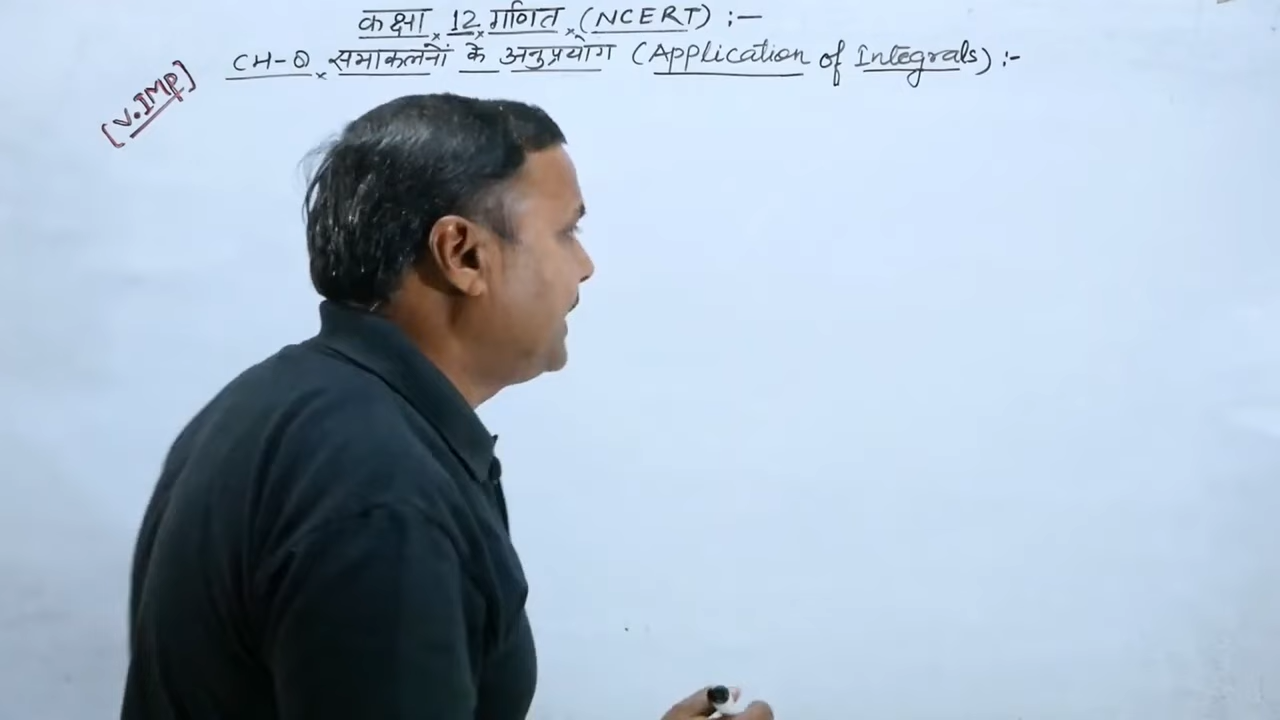 कक्षा 12 गणित (NCERT) :—
CH-8 समाकलनों के अनुप्रयोग (Application of Integrals) :-
[V.IMP]